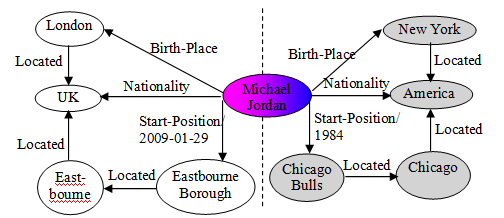 London
New York
Birth-Place
Birth-Place
Located
Located
Nationality
Michael
Jordan
Nationality
UK
America
Start-Position/
2009-01-29
Start-Position/
1984
Located
Located
East-
bourne
Located
Eastbourne
Borough
Chicago
Bulls
Located
Chicago